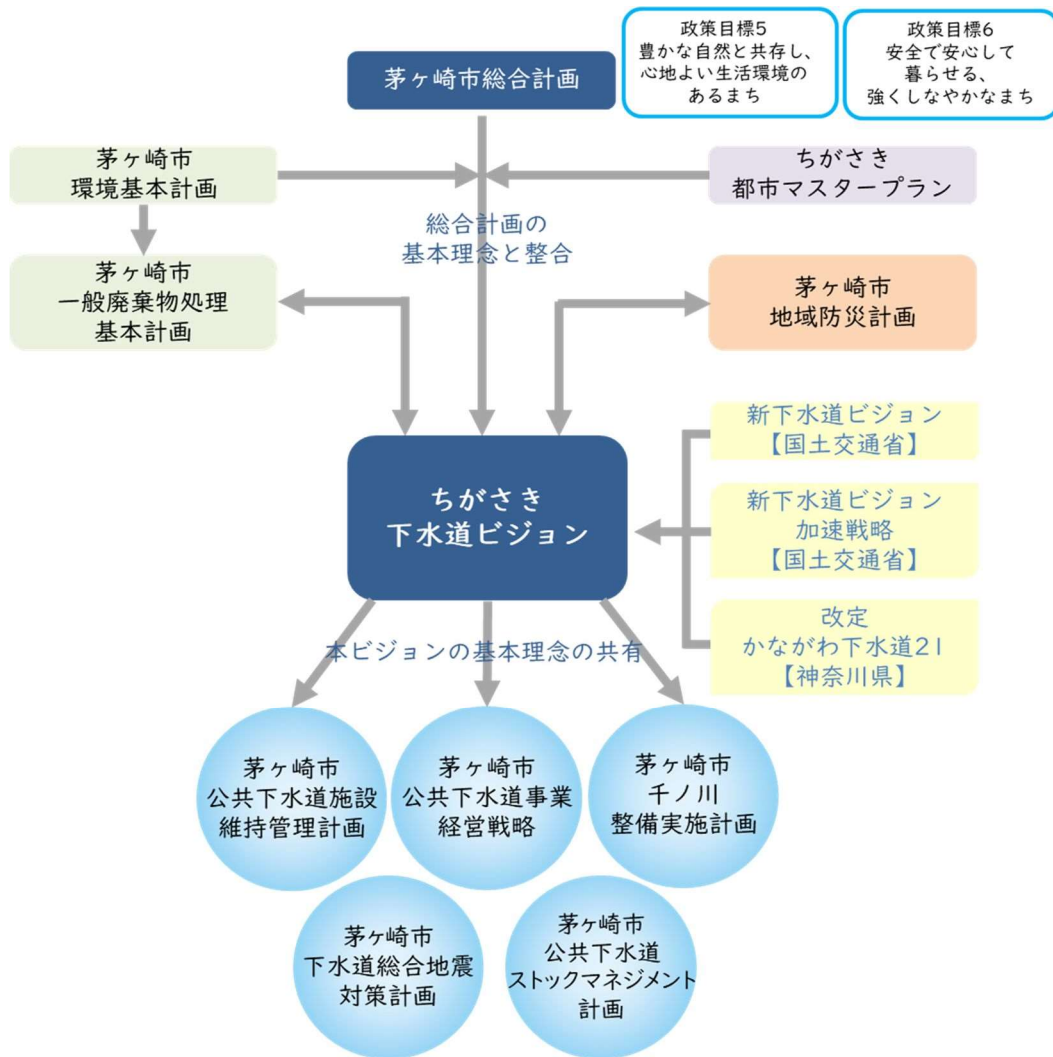 政策目標5
豊かな自然と共存し、
心地よい生活環境の
あるまち
政策目標6
安全で安心して
暮らせる、
強くしなやかなまち
茅ヶ崎市総合計画
茅ヶ崎市
環境基本計画
ちがさき
都市マスタープラン
総合計画の
基本理念と整合
茅ヶ崎市
一般廃棄物処理
基本計画
茅ヶ崎市
地域防災計画
ちがさき
下水道ビジョン
新下水道ビジョン
【国土交通省】
新下水道ビジョン
加速戦略
【国土交通省】
改定
かながわ下水道21
【神奈川県】
本ビジョンの基本理念の共有
茅ヶ崎市
公共下水道施設
維持管理計画
茅ヶ崎市
公共下水道事業
経営戦略
茅ヶ崎市
千ノ川
整備実施計画
茅ヶ崎市
下水道総合地震
対策計画
茅ヶ崎市
公共下水道
ストックマネジメント
計画